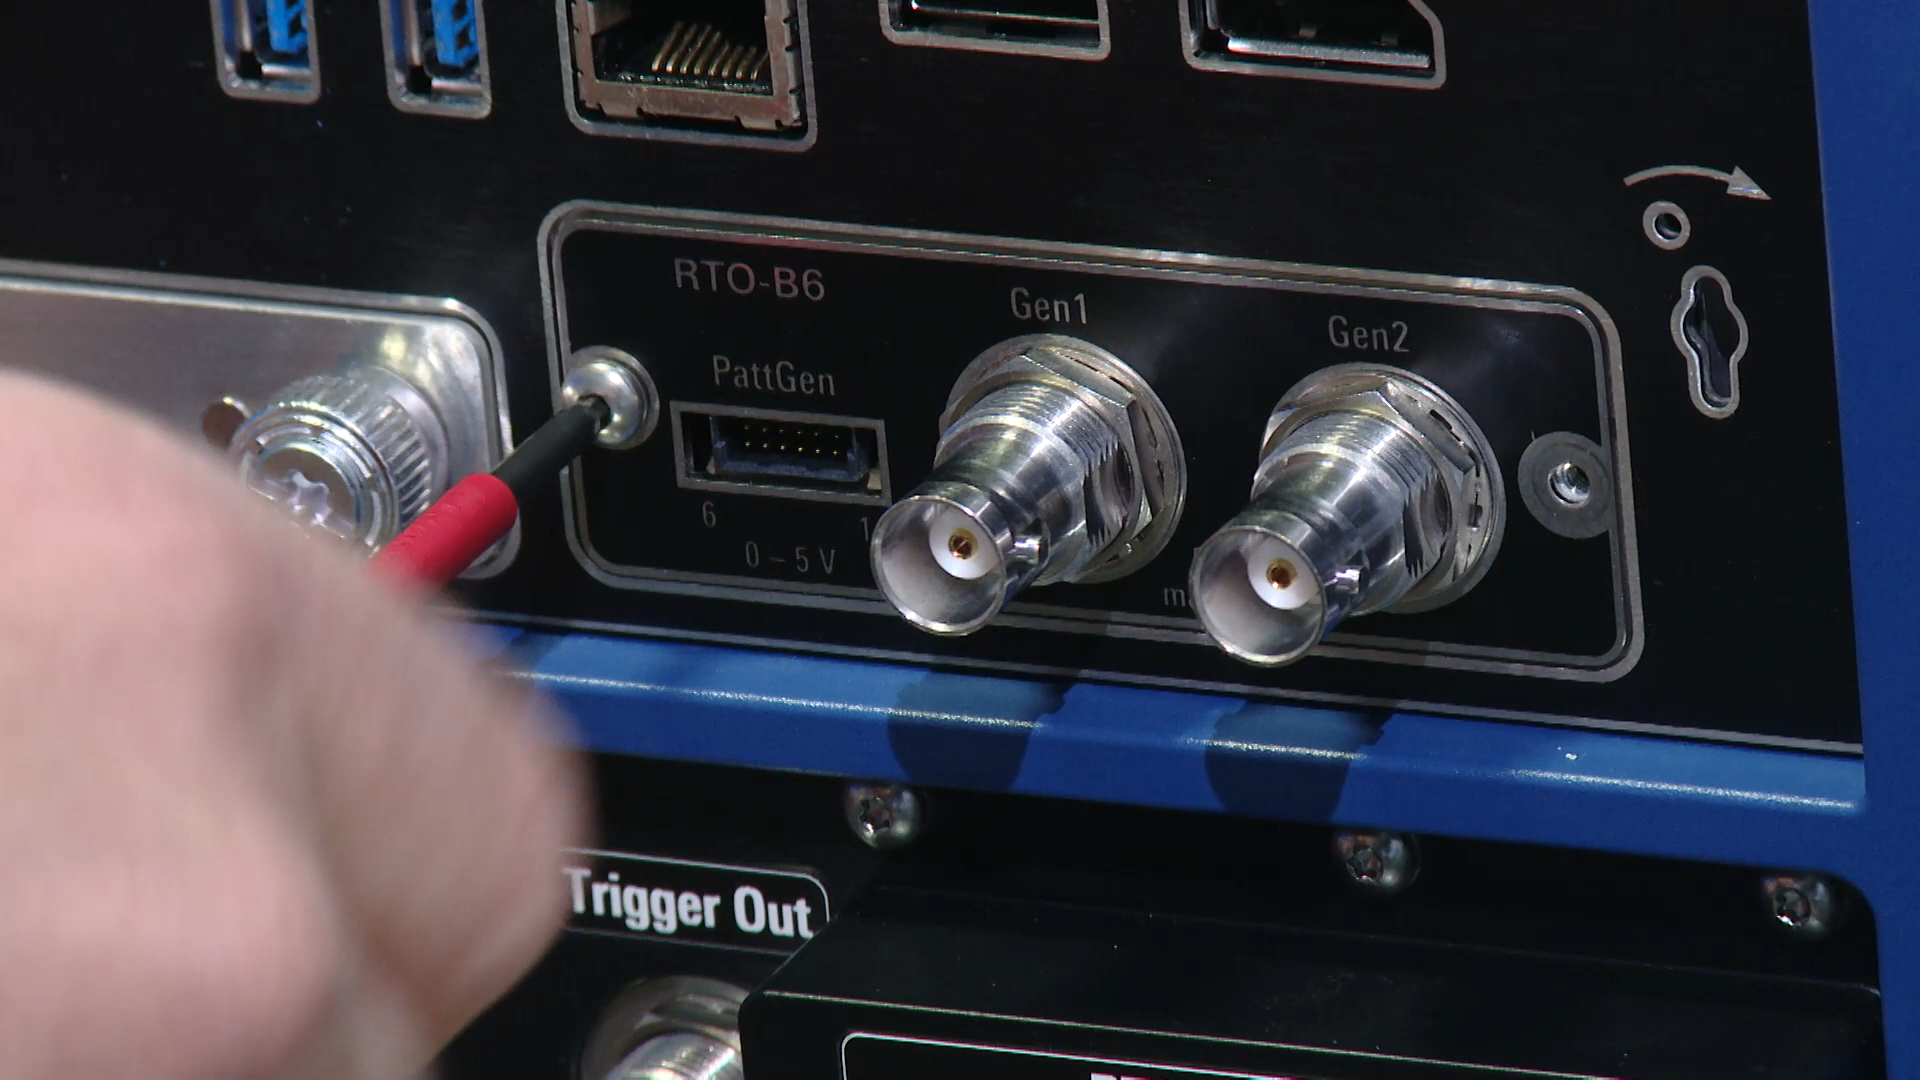 RTO-B6
Gen1
Gen2
PattGen
6
1
0 – 5 V
Trigger Out